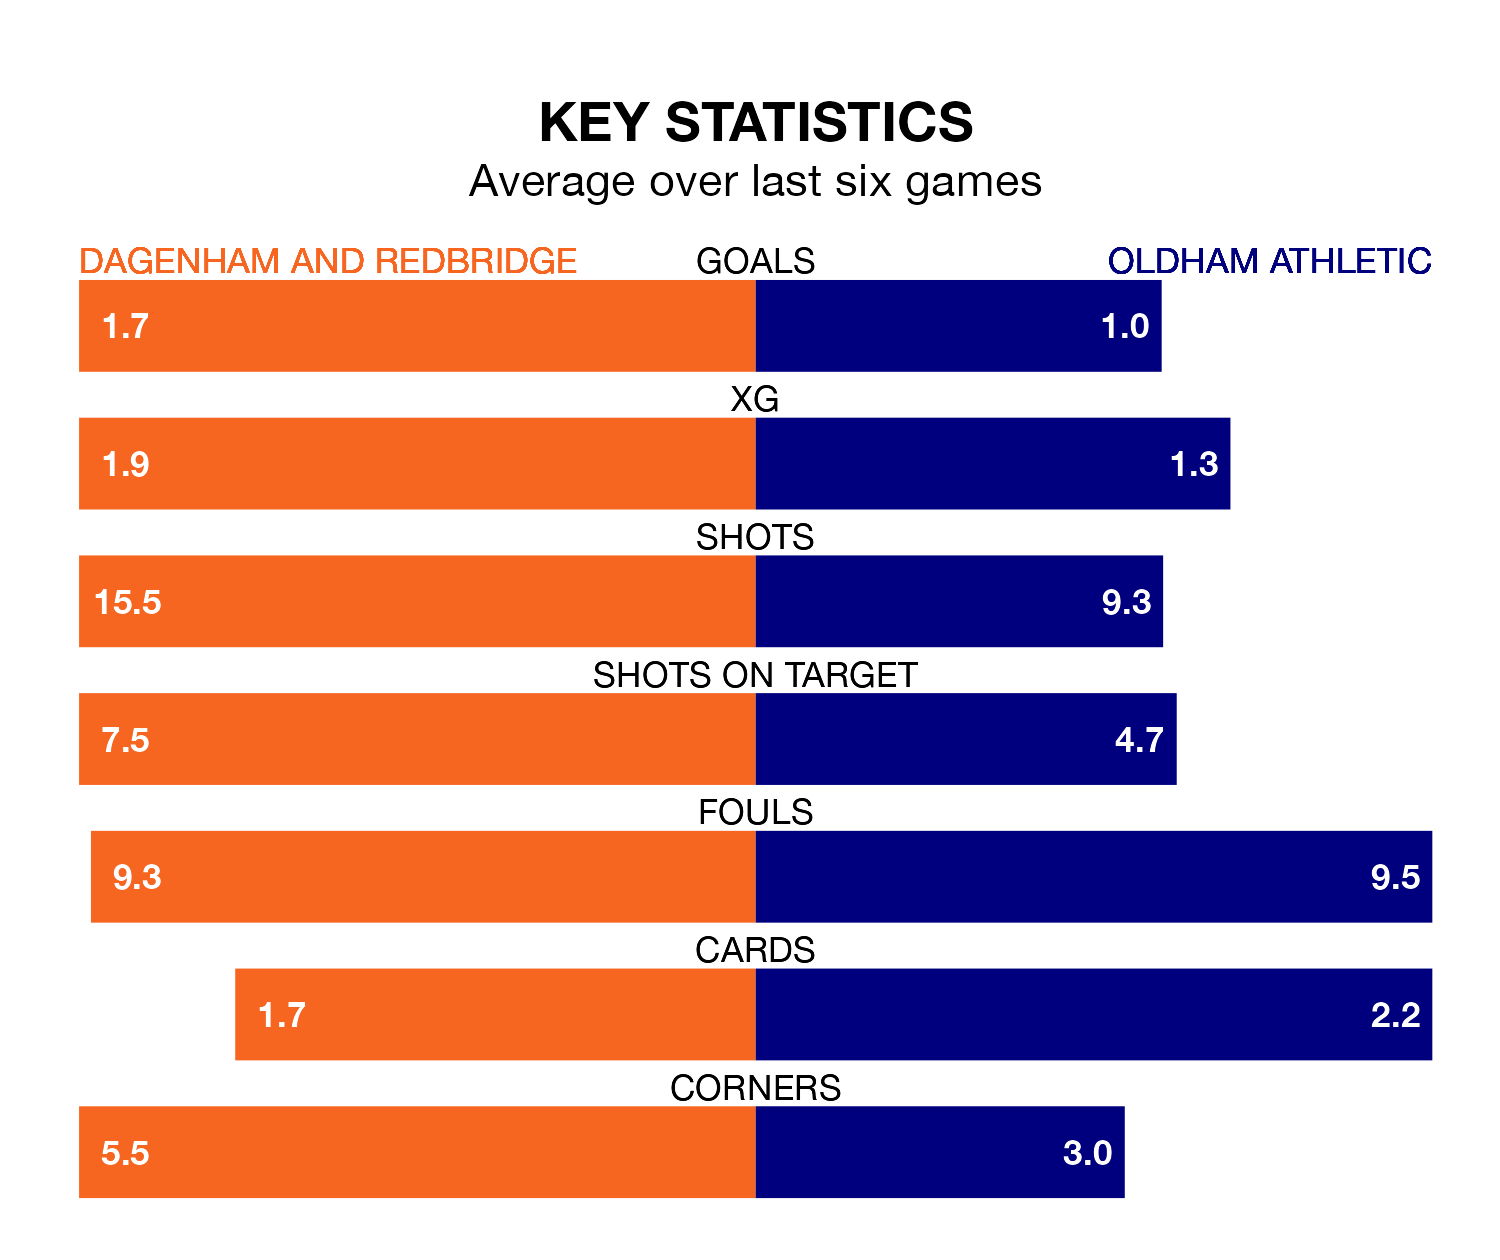 KEY STATISTICS
Average over last six games
DAGENHAM AND REDBRIDGE GOALS OLDHAM ATHLETIC
1.7 1.0
XG
1.9 1.3
SHOTS
15.5 9.3
SHOTS ON TARGET
7.5 4.7
FOULS
9.3 9.5
CARDS
1.7 2.2
CORNERS
5.5 3.0